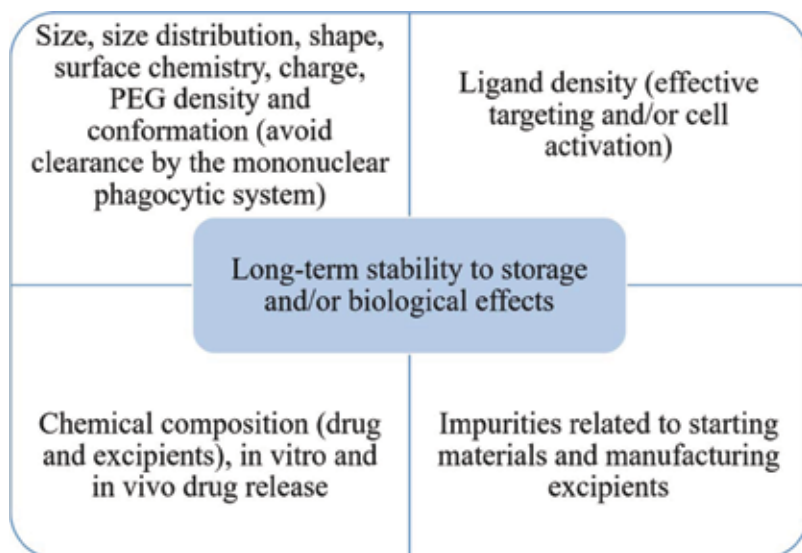 Size, size distribution, shape,
surface chemistry, charge,
PEG density and
conformation (avoid
clearance by the mononuclear
phagocytic system)
Ligand density (effective
targeting and/or cell
activation)
Long-term stability to storage
and/or biological effects
Chemical composition (drug
and excipients), in vitro and
in vivo drug release
Impurities related to starting
materials and manufacturing
excipients